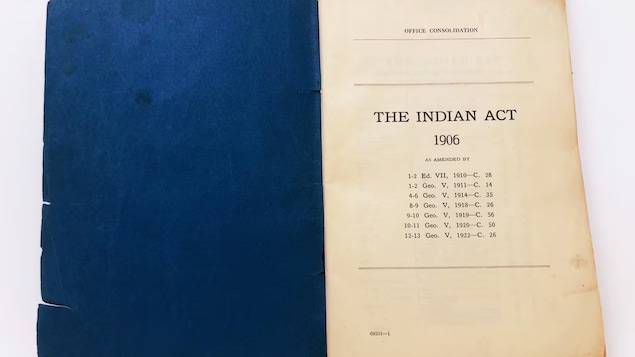 OFFICE CONSOLIDATION
THE INDIAN ACT
1906
AS AMENDED BY
1-2 Ed. VII, 1910—C. 28
1-2 Geo. V, 1911—C. 14
4-6 Geo. V, 1914—C. 35
8-9 Geo. V, 1918—C. 26
9-10 Geo. V, 1919—C. 56
10-11 Geo. V, 1920—C. 50
12-13 Geo. V, 1922—C. 26